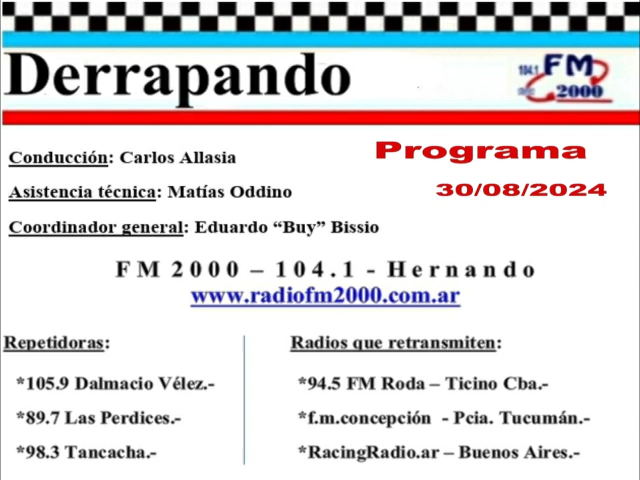 Derrapando
104.1 FM
2000
Programa
Conducción: Carlos Allasia
30/08/2024
Asistencia técnica: Matías Oddino
Coordinador general: Eduardo “Buy” Bissio
FM 2000 – 104.1 - Hernando
www.radiofm2000.com.ar
Repetidoras:
*105.9 Dalmacio Vélez.-
*89.7 Las Perdices.-
*98.3 Tancacha.-
Radios que retransmiten:
*94.5 FM Roda – Ticino Cba.-
*f.m.concepción - Pcia. Tucumán.-
*RacingRadio.ar – Buenos Aires.-